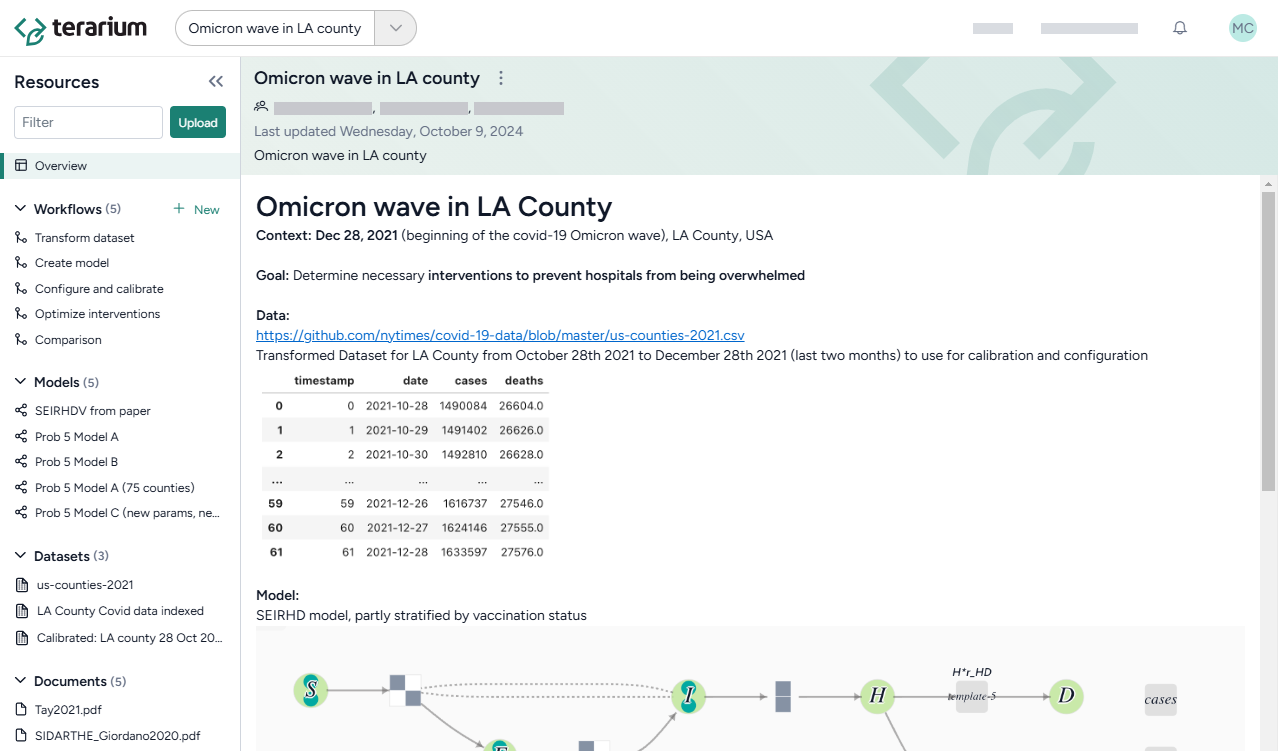 terarium
Omicron wave in LA county
MC
Resources
Filter
Upload
Overview
Workflows (5)
New
Transform dataset
Create model
Configure and calibrate
Optimize interventions
Comparison
Models (5)
SEIRHDV from paper
Prob 5 Model A
Prob 5 Model B
Prob 5 Model A (75 counties)
Prob 5 Model C (new params, ne...
Datasets (3)
us-counties-2021
LA County Covid data indexed
Calibrated: LA county 28 Oct 20...
Documents (5)
Tay2021.pdf
SIDARTHE_Giordano2020.pdf
Omicron wave in LA county
, ,
Last updated Wednesday, October 9, 2024
Omicron wave in LA county
Omicron wave in LA County
Context: Dec 28, 2021 (beginning of the covid-19 Omicron wave), LA County, USA
Goal: Determine necessary interventions to prevent hospitals from being overwhelmed
Data:
https://github.com/nytimes/covid-19-data/blob/master/us-counties-2021.csv
Transformed Dataset for LA County from October 28th 2021 to December 28th 2021 (last two months) to use for calibration and configuration
timestamp date cases deaths
0 0 2021-10-28 1490084 26604.0
1 1 2021-10-29 1491402 26626.0
2 2 2021-10-30 1492810 26628.0
... ... ... ... ...
59 59 2021-12-26 1616737 27546.0
60 60 2021-12-27 1624146 27555.0
61 61 2021-12-28 1633597 27576.0
Model:
SEIRHD model, partly stratified by vaccination status
H*r_HD
S I H template-5 D cases
E